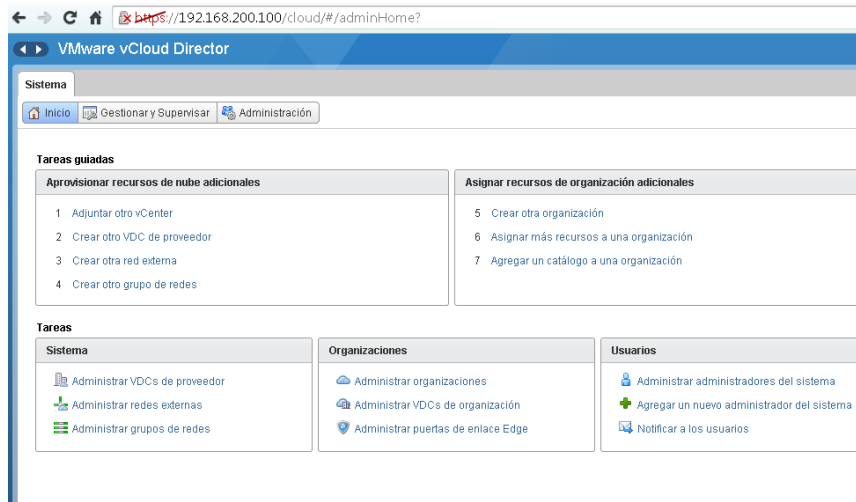 https://192.168.200.100/cloud/#/adminHome?
VMware vCloud Director
Sistema
Inicio
Gestionar y Supervisar
Administración
Tareas guiadas
Aprovisionar recursos de nube adicionales
1 Adjuntar otro vCenter
2 Crear otro VDC de proveedor
3 Crear otra red externa
4 Crear otro grupo de redes
Asignar recursos de organización adicionales
5 Crear otra organización
6 Asignar más recursos a una organización
7 Agregar un catálogo a una organización
Tareas
Sistema
Administrar VDCs de proveedor
Administrar redes externas
Administrar grupos de redes
Organizaciones
Administrar organizaciones
Administrar VDCs de organización
Administrar puertas de enlace Edge
Usuarios
Administrar administradores del sistema
Agregar un nuevo administrador del sistema
Notificar a los usuarios